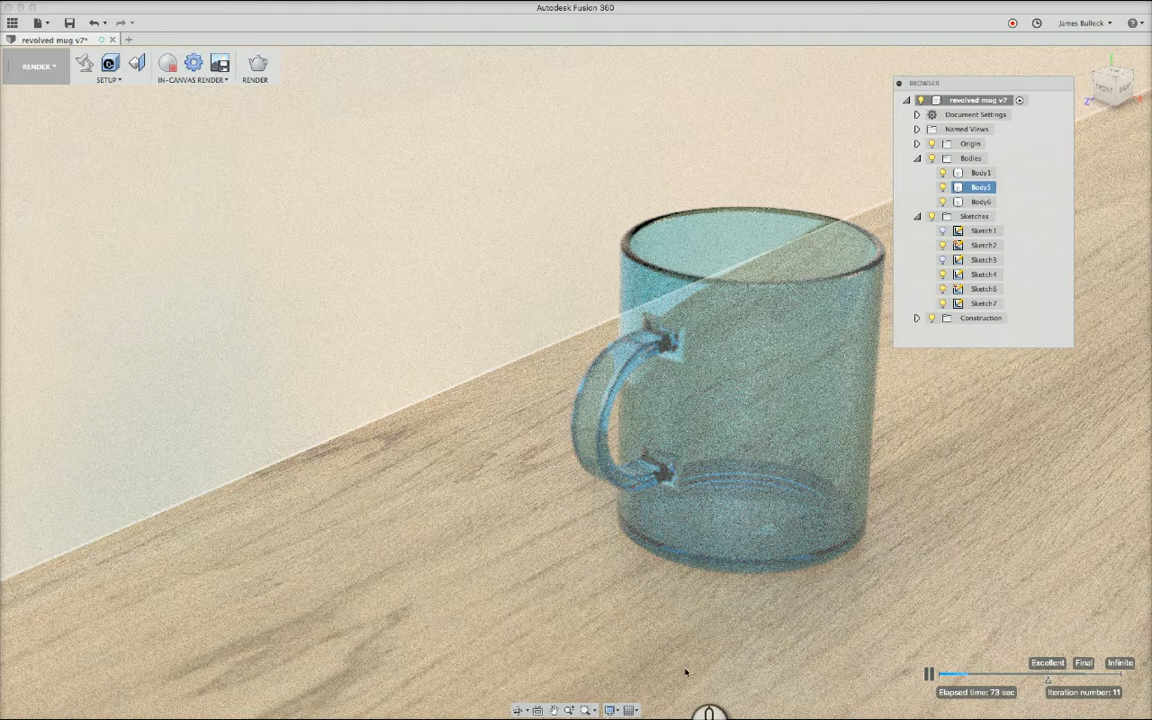 Autodesk Fusion 360
James Bullock
revolved mug v7*
RENDER
SETUP
IN-CANVAS RENDER
RENDER
BROWSER
revolved mug v7
Document Settings
Named Views
Origin
Bodies
Body1
Body5
Body6
Sketches
Sketch1
Sketch2
Sketch3
Sketch4
Sketch6
Sketch7
Construction
FRONT
Z
Excellent
Final
Infinite
Elapsed time: 73 sec
Iteration number: 11